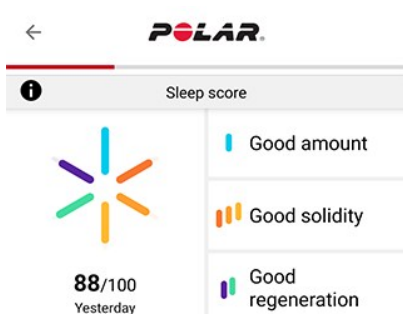 POLAR.
Sleep score
Good amount
Good solidity
88/100
Yesterday
Good
regeneration